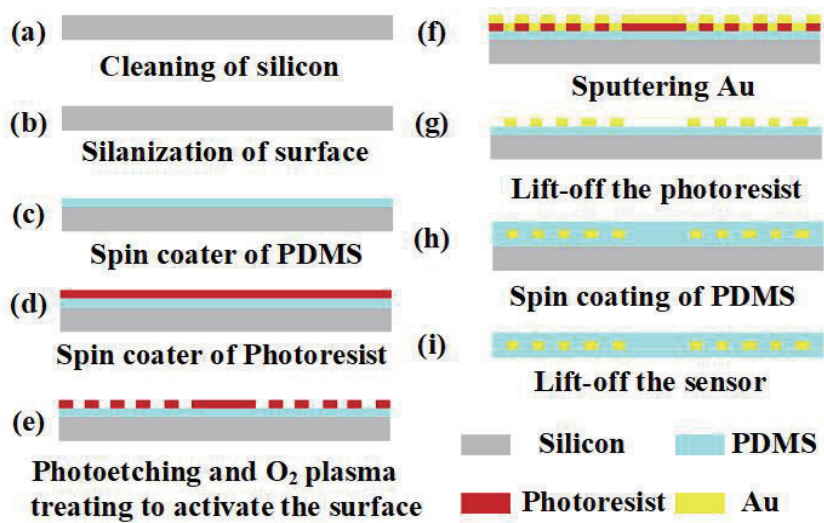 (a)
Cleaning of silicon
(b)
Silanization of surface
(c)
Spin coater of PDMS
(d)
Spin coater of Photoresist
(e)
Photoetching and O₂ plasma
treating to activate the surface
(f)
Sputtering Au
(g)
Lift-off the photoresist
(h)
Spin coating of PDMS
(i)
Lift-off the sensor
Silicon PDMS
Photoresist Au